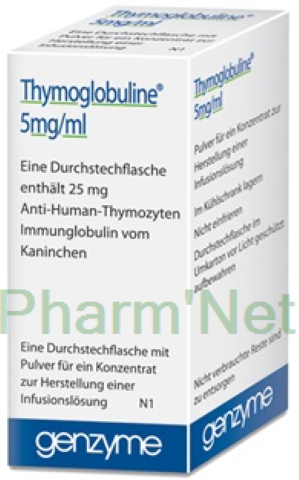 Thymoglobuline®
5mg/ml
Eine Durchstechflasche
enthält 25 mg
Anti-Human-Thymozyten
Immunglobulin vom
Kaninchen
Eine Durchstechflasche mit
Pulver für ein Konzentrat
zur Herstellung einer
Infusionslösung N1
genzyme
Thymoglobuline®
5mg/ml
Pulver für ein Konzentrat zur
Herstellung einer
Infusionslösung
Im Kühlschrank lagern
Nicht einfrieren
Durchstechflasche im
Umkarton vor Licht geschützt
aufbewahren
Nicht verbrauchte Reste sind
zu entsorgen
genzyme
Pharm'Net